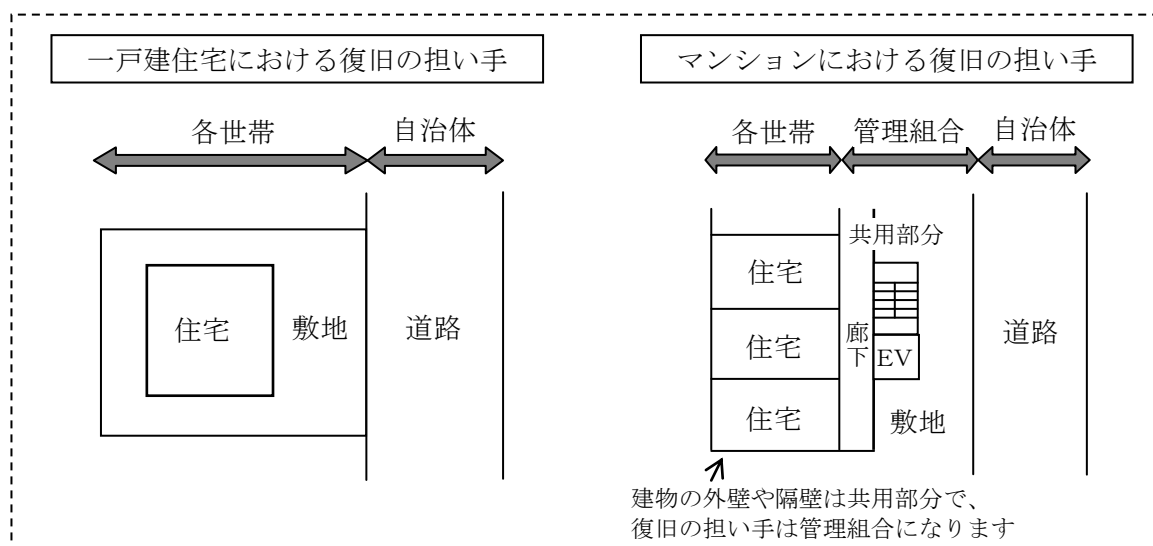 一戸建住宅における復旧の担い手
各世帯
自治体
住宅
敷地
道路
マンションにおける復旧の担い手
各世帯
管理組合
自治体
共用部分
住宅
住宅
住宅
廊下
EV
敷地
道路
建物の外壁や隔壁は共用部分で、
復旧の担い手は管理組合になります